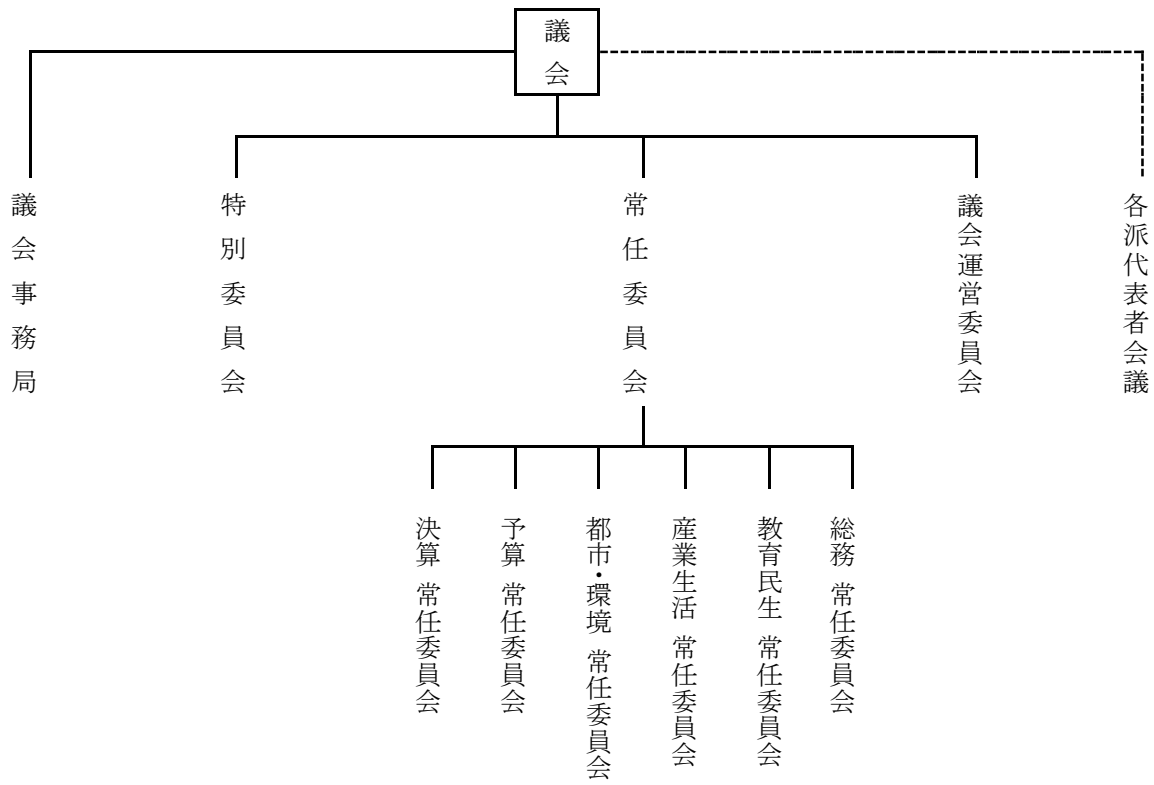 議会
各派代表者会議
議会運営委員会
常任委員会
特別委員会
議会事務局
総務 常任委員会
教育民生 常任委員会
産業生活 常任委員会
都市・環境 常任委員会
予算 常任委員会
決算 常任委員会